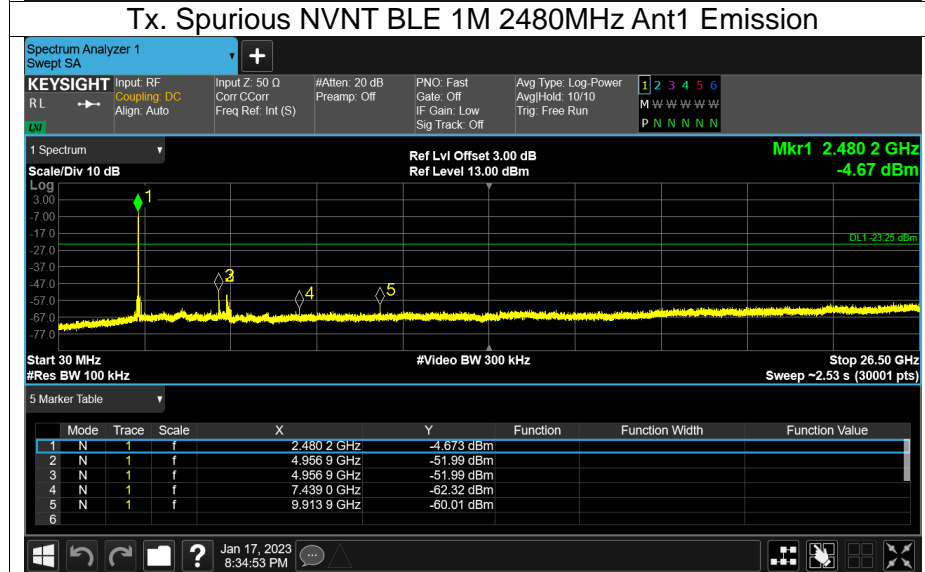 Tx. Spurious NVNT BLE 1M 2480MHz Ant1 Emission
Spectrum Analyzer 1
Swept SA
+
KEYSIGHT Input: RF Input Z: 50 Ω #Atten: 20 dB PNO: Fast Avg Type: Log-Power 1 2 3 4 5 6
R L Coupling: DC Corr CCorr Preamp: Off Gate: Off Avg|Hold: 10/10 M W W W W W
Align: Auto Freq Ref: Int (S) IF Gain: Low Trig: Free Run
LXI Sig Track: Off P N N N N N
1 Spectrum Ref Lvl Offset 3.00 dB Mkr1 2.480 2 GHz
Scale/Div 10 dB Ref Level 13.00 dBm -4.67 dBm
Log
3.00 1
-7.00
-17.0 DL1 -23.25 dBm
-27.0
-37.0
-47.0 3
-57.0 4 5
-67.0
-77.0
Start 30 MHz #Video BW 300 kHz Stop 26.50 GHz
#Res BW 100 kHz Sweep ~2.53 s (30001 pts)
5 Marker Table
Mode Trace Scale X Y Function Function Width Function Value
1 N 1 f 2.480 2 GHz -4.673 dBm
2 N 1 f 4.956 9 GHz -51.99 dBm
3 N 1 f 4.956 9 GHz -51.99 dBm
4 N 1 f 7.439 0 GHz -62.32 dBm
5 N 1 f 9.913 9 GHz -60.01 dBm
6
? Jan 17, 2023
8:34:53 PM